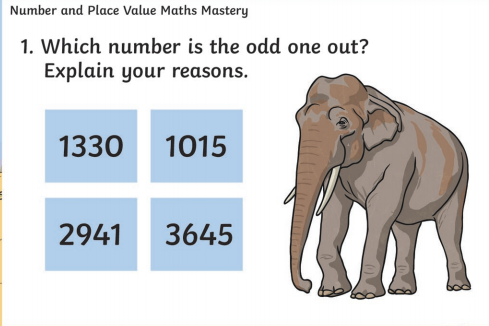 Number and Place Value Maths Mastery
1. Which number is the odd one out?
Explain your reasons.
1330 1015
2941 3645